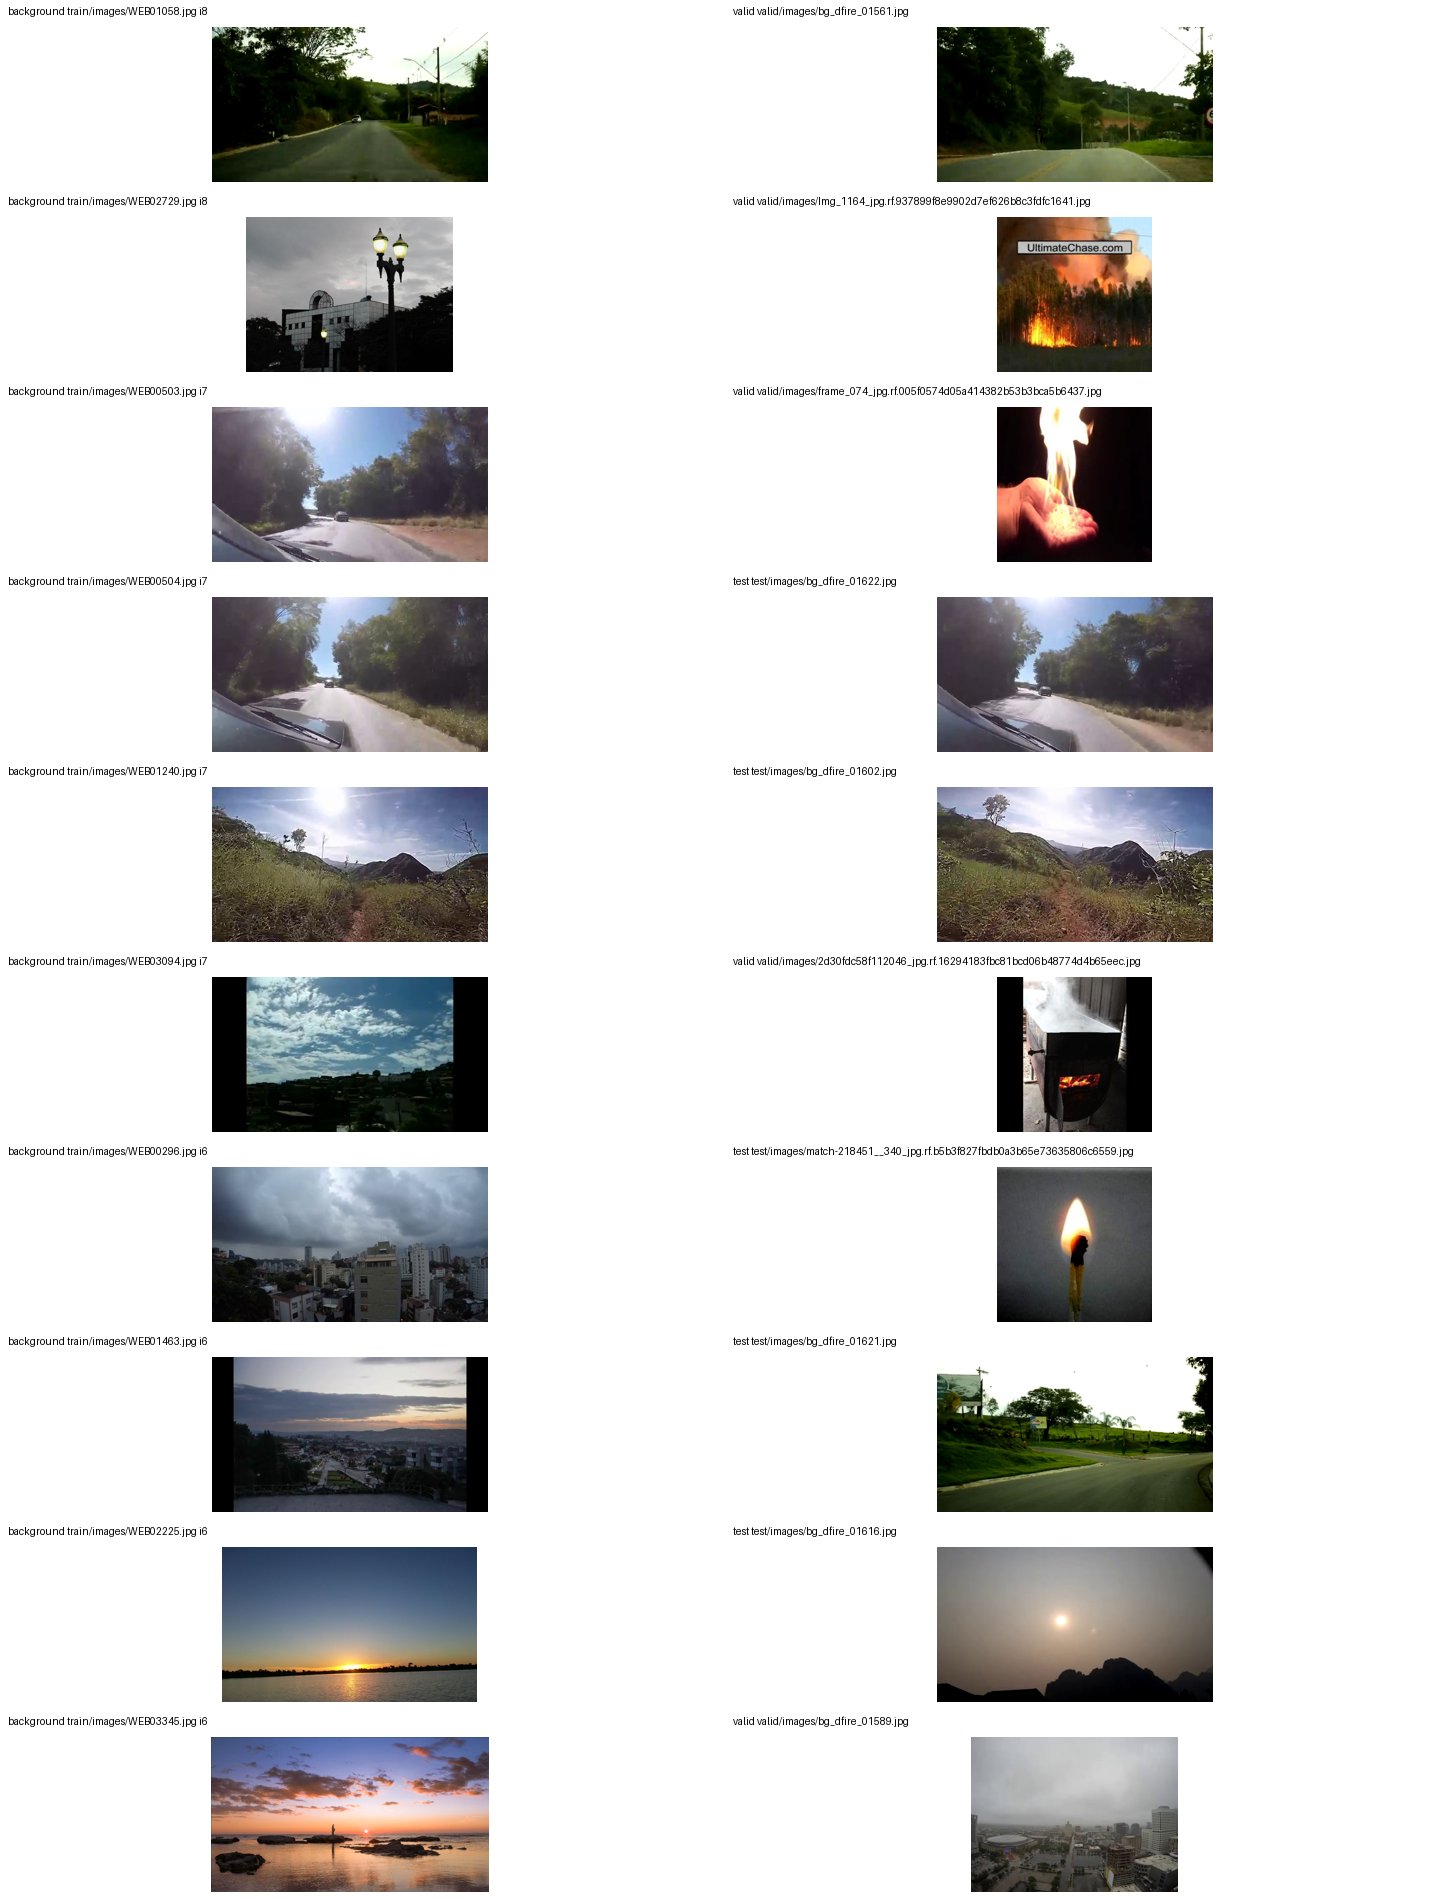 background train/images/WEB01058.jpg i8
valid valid/images/bg_dfire_01561.jpg
background train/images/WEB02729.jpg i8
valid valid/images/Img_1164_jpg.rf.937899f8e9902d7ef626b8c3fdfc1641.jpg
UltimateChase.com
background train/images/WEB00503.jpg i7
valid valid/images/frame_074_jpg.rf.005f0574d05a414382b53b3bca5b6437.jpg
background train/images/WEB00504.jpg i7
test test/images/bg_dfire_01622.jpg
background train/images/WEB01240.jpg i7
test test/images/bg_dfire_01602.jpg
background train/images/WEB03094.jpg i7
valid valid/images/2d30fdc58f112046_jpg.rf.16294183fbc81bcd06b48774d4b65eec.jpg
background train/images/WEB00296.jpg i6
test test/images/match-218451__340_jpg.rf.b5b3f827fbdb0a3b65e73635806c6559.jpg
background train/images/WEB01463.jpg i6
test test/images/bg_dfire_01621.jpg
background train/images/WEB02225.jpg i6
test test/images/bg_dfire_01616.jpg
background train/images/WEB03345.jpg i6
valid valid/images/bg_dfire_01589.jpg